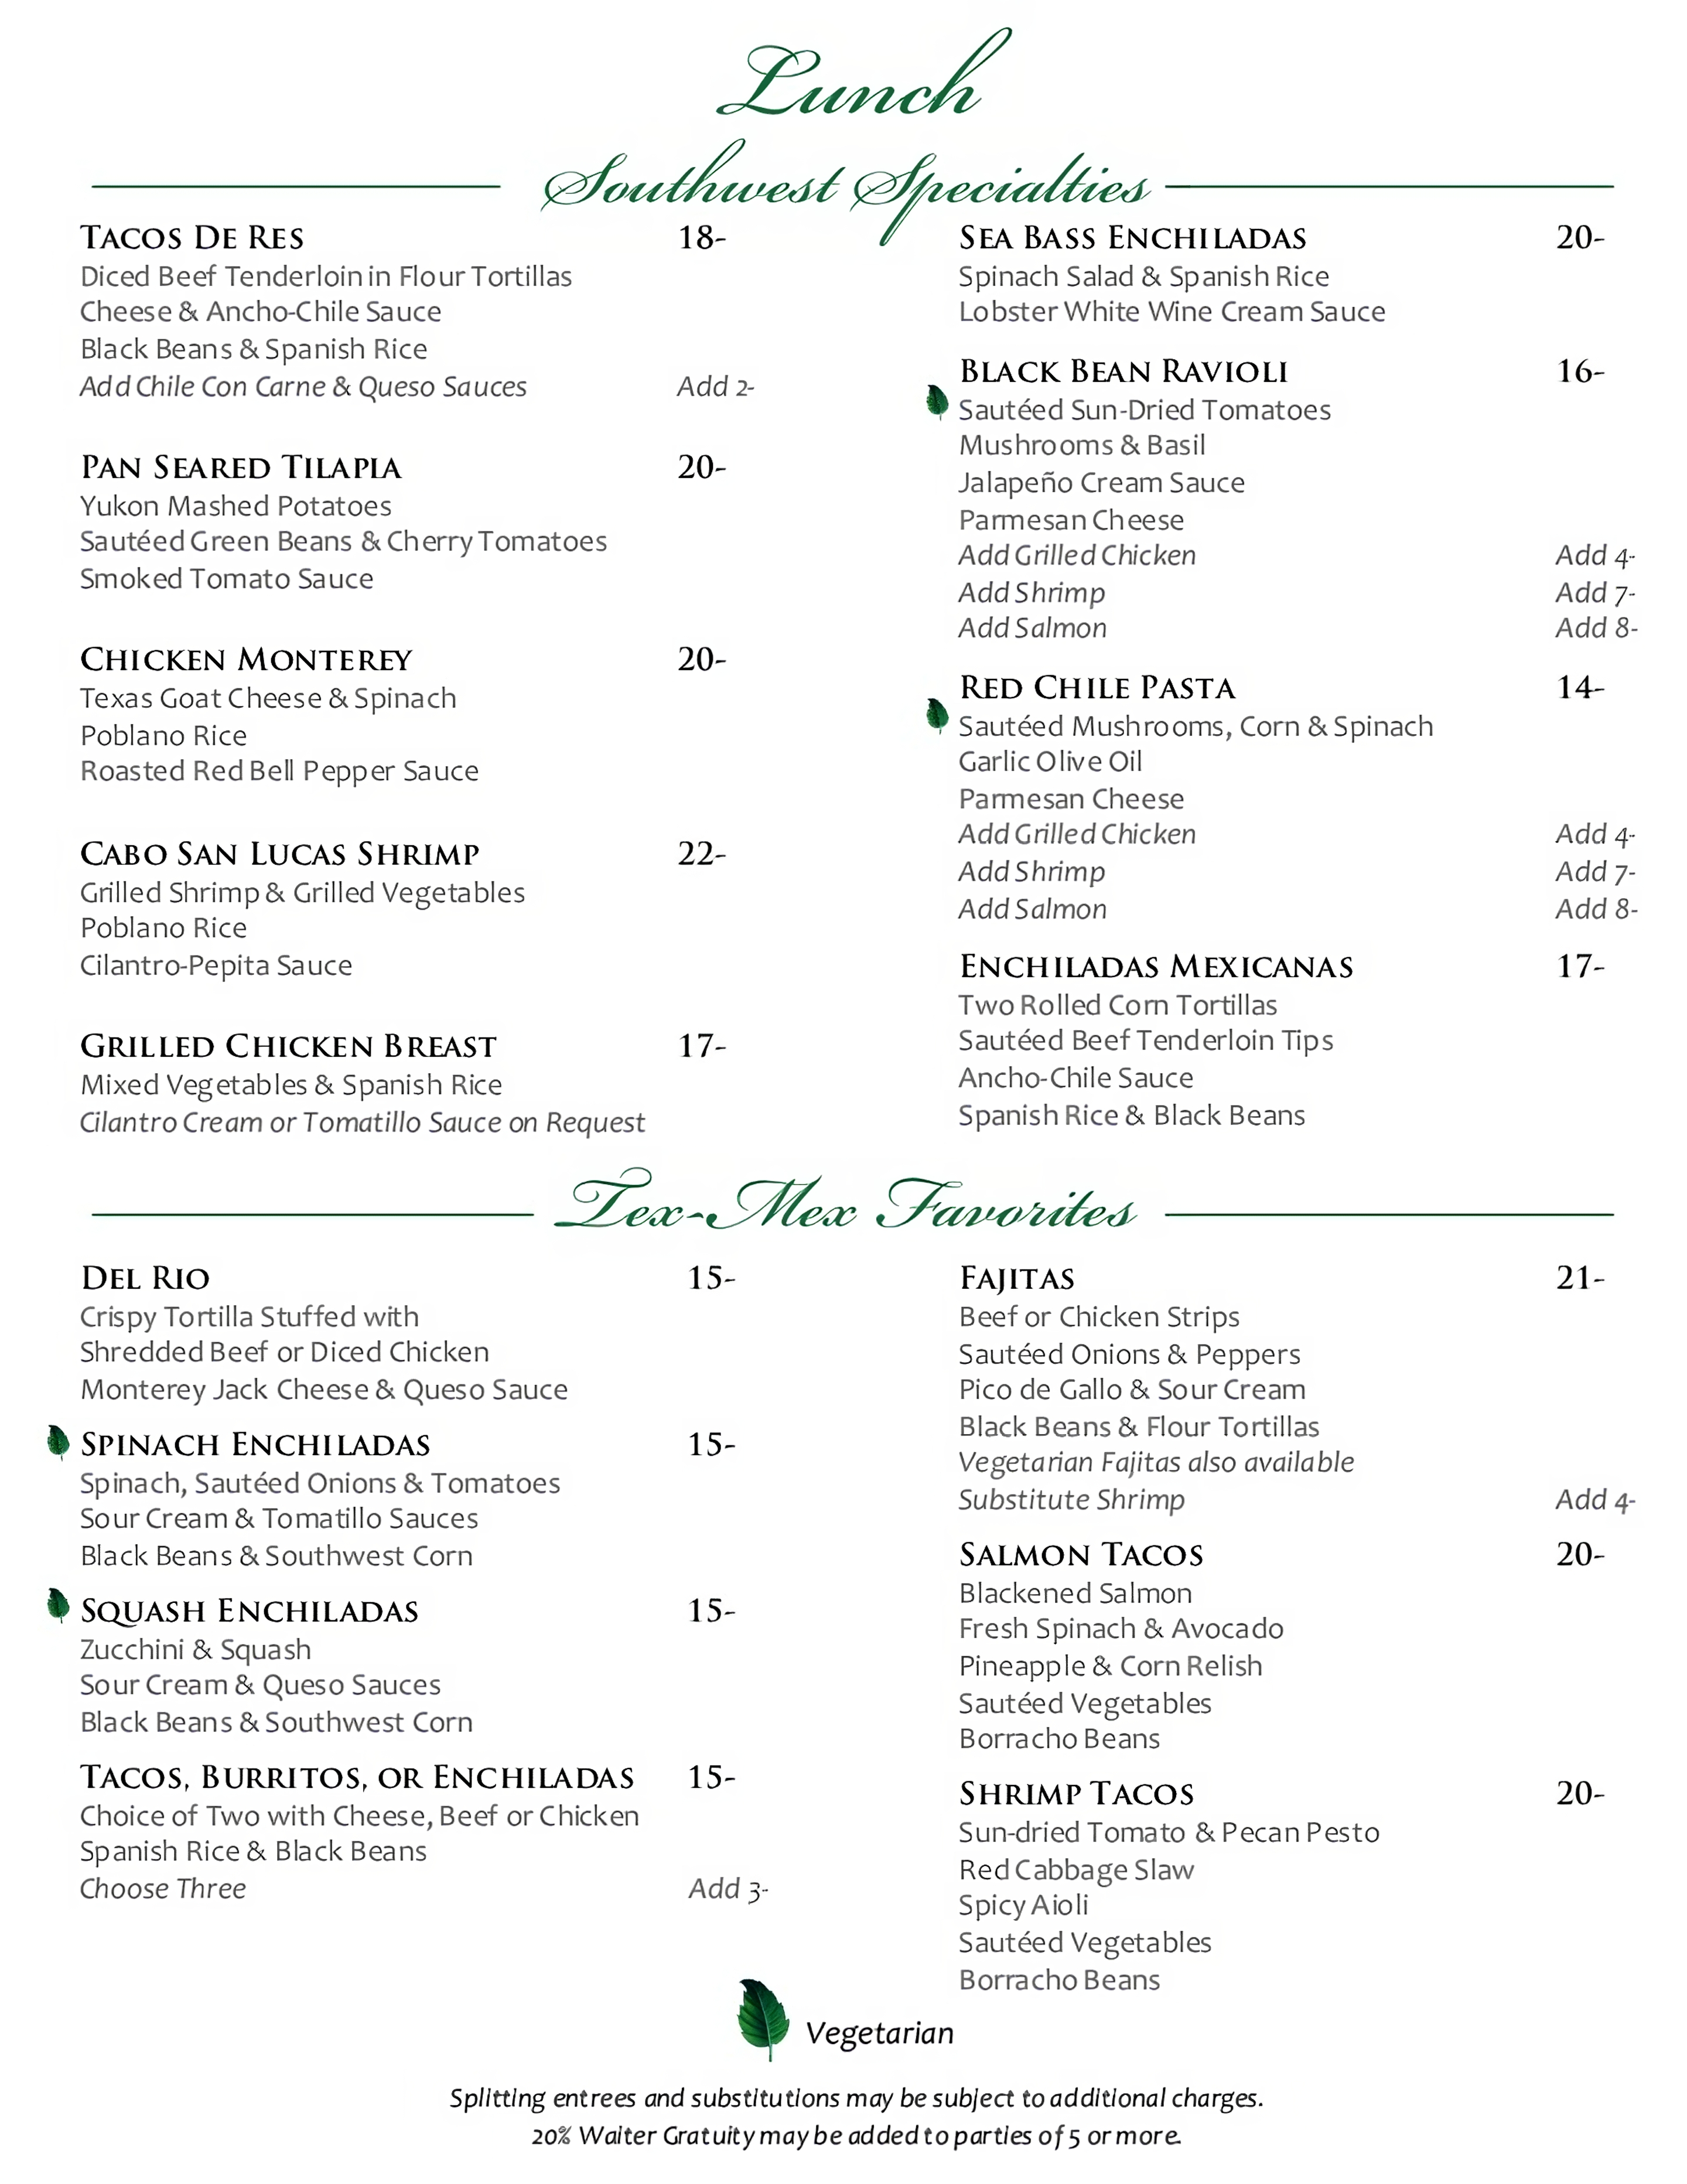 Lunch
Southwest Specialties
TACOS DE RES 18-
Diced Beef Tenderloin in Flour Tortillas
Cheese & Ancho-Chile Sauce
Black Beans & Spanish Rice
Add Chile Con Carne & Queso Sauces Add 2-
PAN SEARED TILAPIA 20-
Yukon Mashed Potatoes
Sautéed Green Beans & Cherry Tomatoes
Smoked Tomato Sauce
CHICKEN MONTEREY 20-
Texas Goat Cheese & Spinach
Poblano Rice
Roasted Red Bell Pepper Sauce
CABO SAN LUCAS SHRIMP 22-
Grilled Shrimp & Grilled Vegetables
Poblano Rice
Cilantro-Pepita Sauce
GRILLED CHICKEN BREAST 17-
Mixed Vegetables & Spanish Rice
Cilantro Cream or Tomatillo Sauce on Request
SEA BASS ENCHILADAS 20-
Spinach Salad & Spanish Rice
Lobster White Wine Cream Sauce
BLACK BEAN RAVIOLI 16-
Sautéed Sun-Dried Tomatoes
Mushrooms & Basil
Jalapeño Cream Sauce
Parmesan Cheese
Add Grilled Chicken Add 4-
Add Shrimp Add 7-
Add Salmon Add 8-
RED CHILE PASTA 14-
Sautéed Mushrooms, Corn & Spinach
Garlic Olive Oil
Parmesan Cheese
Add Grilled Chicken Add 4-
Add Shrimp Add 7-
Add Salmon Add 8-
ENCHILADAS MEXICANAS 17-
Two Rolled Corn Tortillas
Sautéed Beef Tenderloin Tips
Ancho-Chile Sauce
Spanish Rice & Black Beans
Tex-Mex Favorites
DEL RIO 15-
Crispy Tortilla Stuffed with
Shredded Beef or Diced Chicken
Monterey Jack Cheese & Queso Sauce
SPINACH ENCHILADAS 15-
Spinach, Sautéed Onions & Tomatoes
Sour Cream & Tomatillo Sauces
Black Beans & Southwest Corn
SQUASH ENCHILADAS 15-
Zucchini & Squash
Sour Cream & Queso Sauces
Black Beans & Southwest Corn
TACOS, BURRITOS, OR ENCHILADAS 15-
Choice of Two with Cheese, Beef or Chicken
Spanish Rice & Black Beans
Choose Three Add 3-
FAJITAS 21-
Beef or Chicken Strips
Sautéed Onions & Peppers
Pico de Gallo & Sour Cream
Black Beans & Flour Tortillas
Vegetarian Fajitas also available
Substitute Shrimp Add 4-
SALMON TACOS 20-
Blackened Salmon
Fresh Spinach & Avocado
Pineapple & Corn Relish
Sautéed Vegetables
Borracho Beans
SHRIMP TACOS 20-
Sun-dried Tomato & Pecan Pesto
Red Cabbage Slaw
Spicy Aioli
Sautéed Vegetables
Borracho Beans
Vegetarian
Splitting entrees and substitutions may be subject to additional charges.
20% Waiter Gratuity may be added to parties of 5 or more.